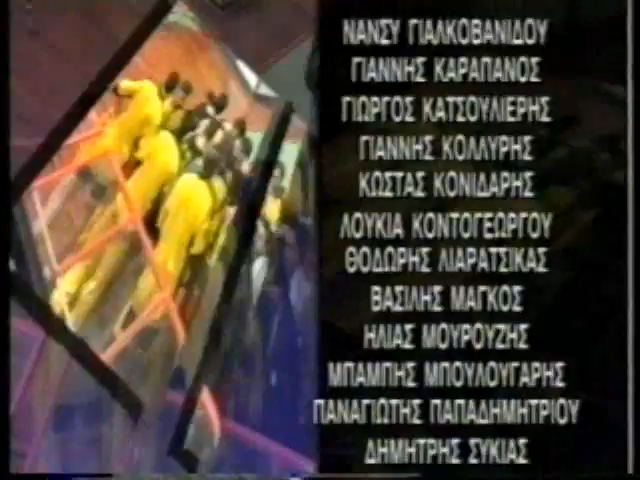 ΝΑΝΣΥ ΓΙΑΛΚΟΒΑΝΙΔΟΥ
ΓΙΑΝΝΗΣ ΚΑΡΑΠΑΝΟΣ
ΓΙΩΡΓΟΣ ΚΑΤΣΟΥΛΙΕΡΗΣ
ΓΙΑΝΝΗΣ ΚΟΛΛΥΡΗΣ
ΚΩΣΤΑΣ ΚΟΝΙΔΑΡΗΣ
ΛΟΥΚΙΑ ΚΟΝΤΟΓΕΩΡΓΟΥ
ΘΟΔΩΡΗΣ ΛΙΑΡΑΤΣΙΚΑΣ
ΒΑΣΙΛΗΣ ΜΑΓΚΟΣ
ΗΛΙΑΣ ΜΟΥΡΟΥΖΗΣ
ΜΠΑΜΠΗΣ ΜΠΟΥΛΟΥΓΑΡΗΣ
ΠΑΝΑΓΙΩΤΗΣ ΠΑΠΑΔΗΜΗΤΡΙΟΥ
ΔΗΜΗΤΡΗΣ ΣΥΚΙΑΣ